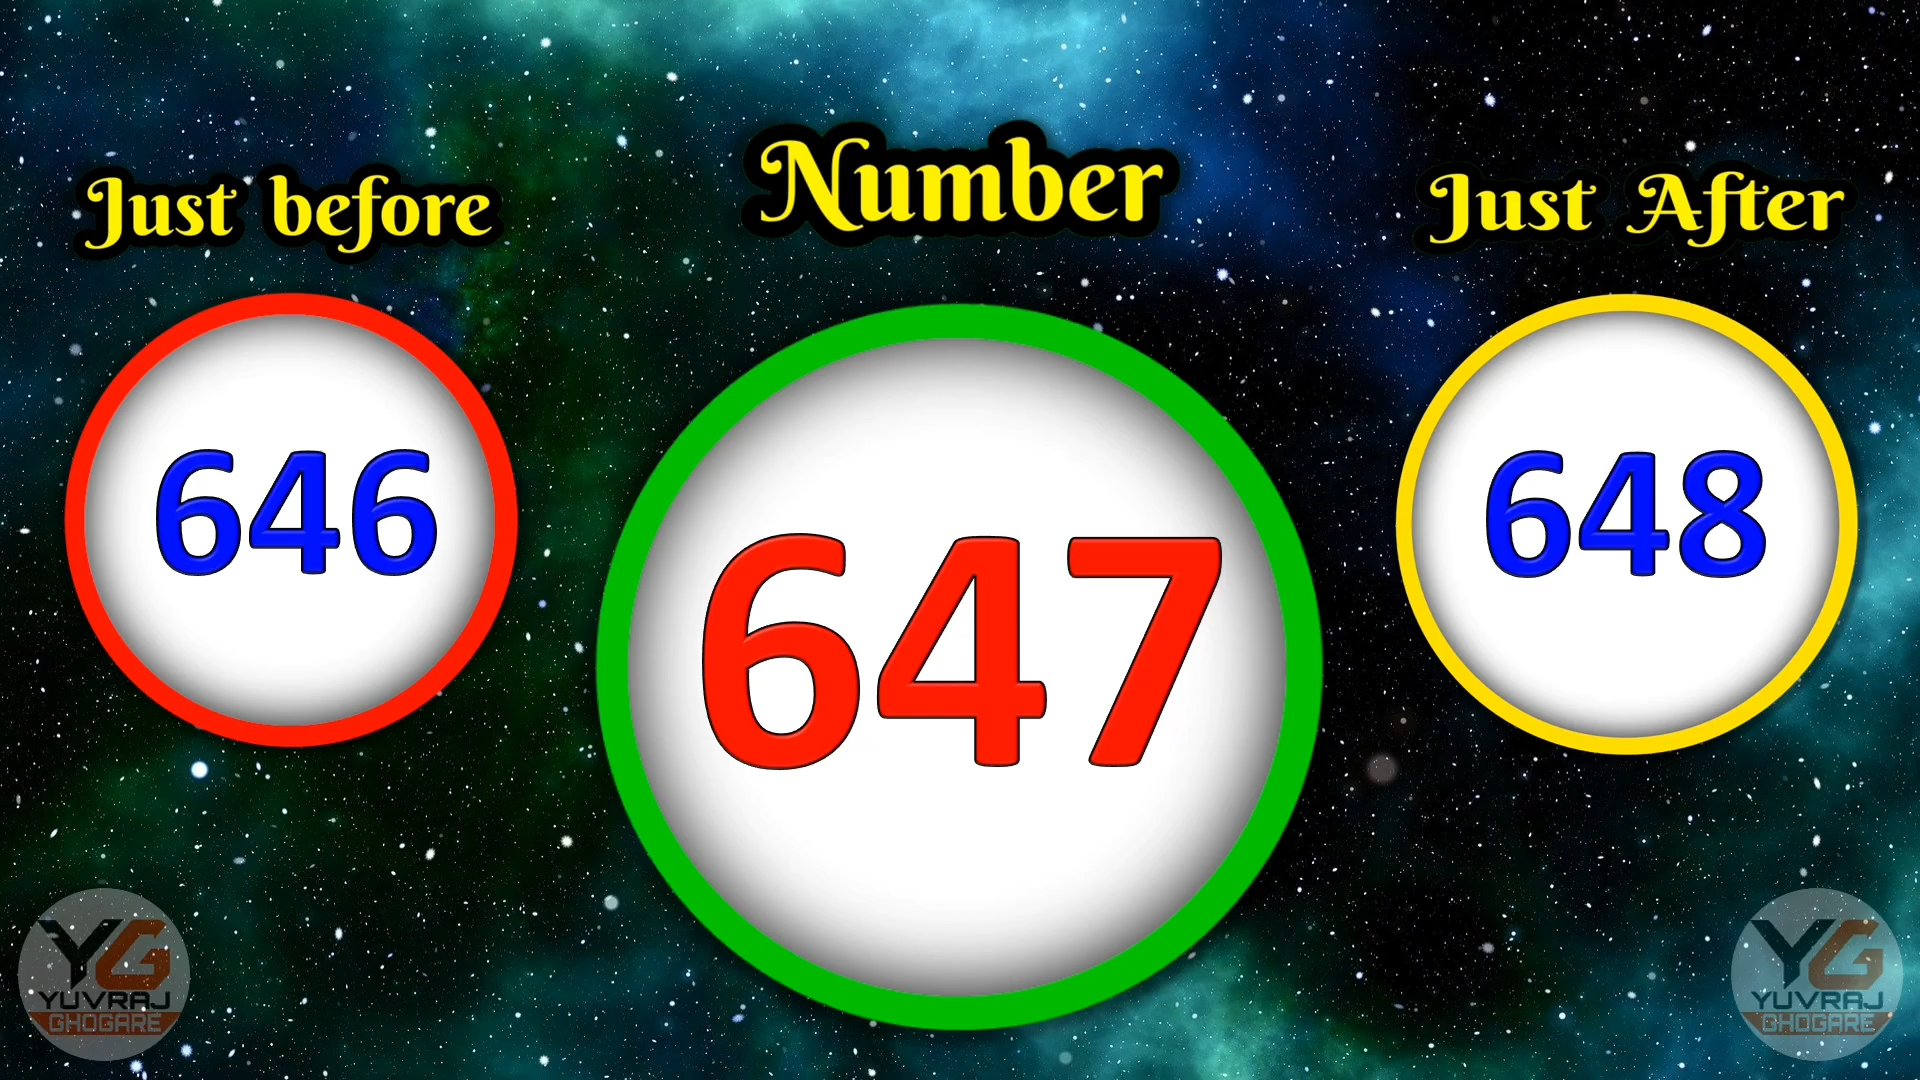 Just before
Number
Just After
646
647
648
YG
YUVRAJ
GHOGARE
YG
YUVRAJ
GHOGARE